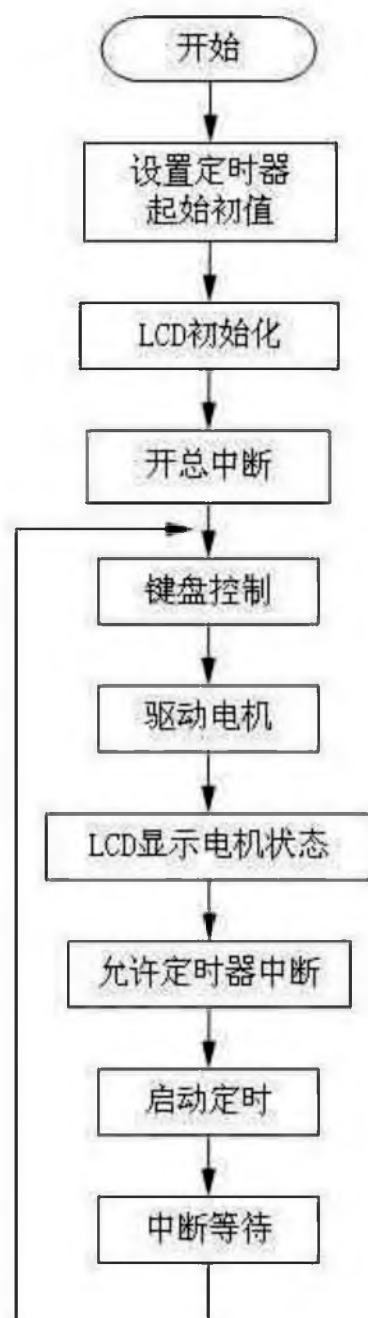 开始
设置定时器
起始初值
LCD初始化
开总中断
键盘控制
驱动电机
LCD显示电机状态
允许定时器中断
启动定时
中断等待